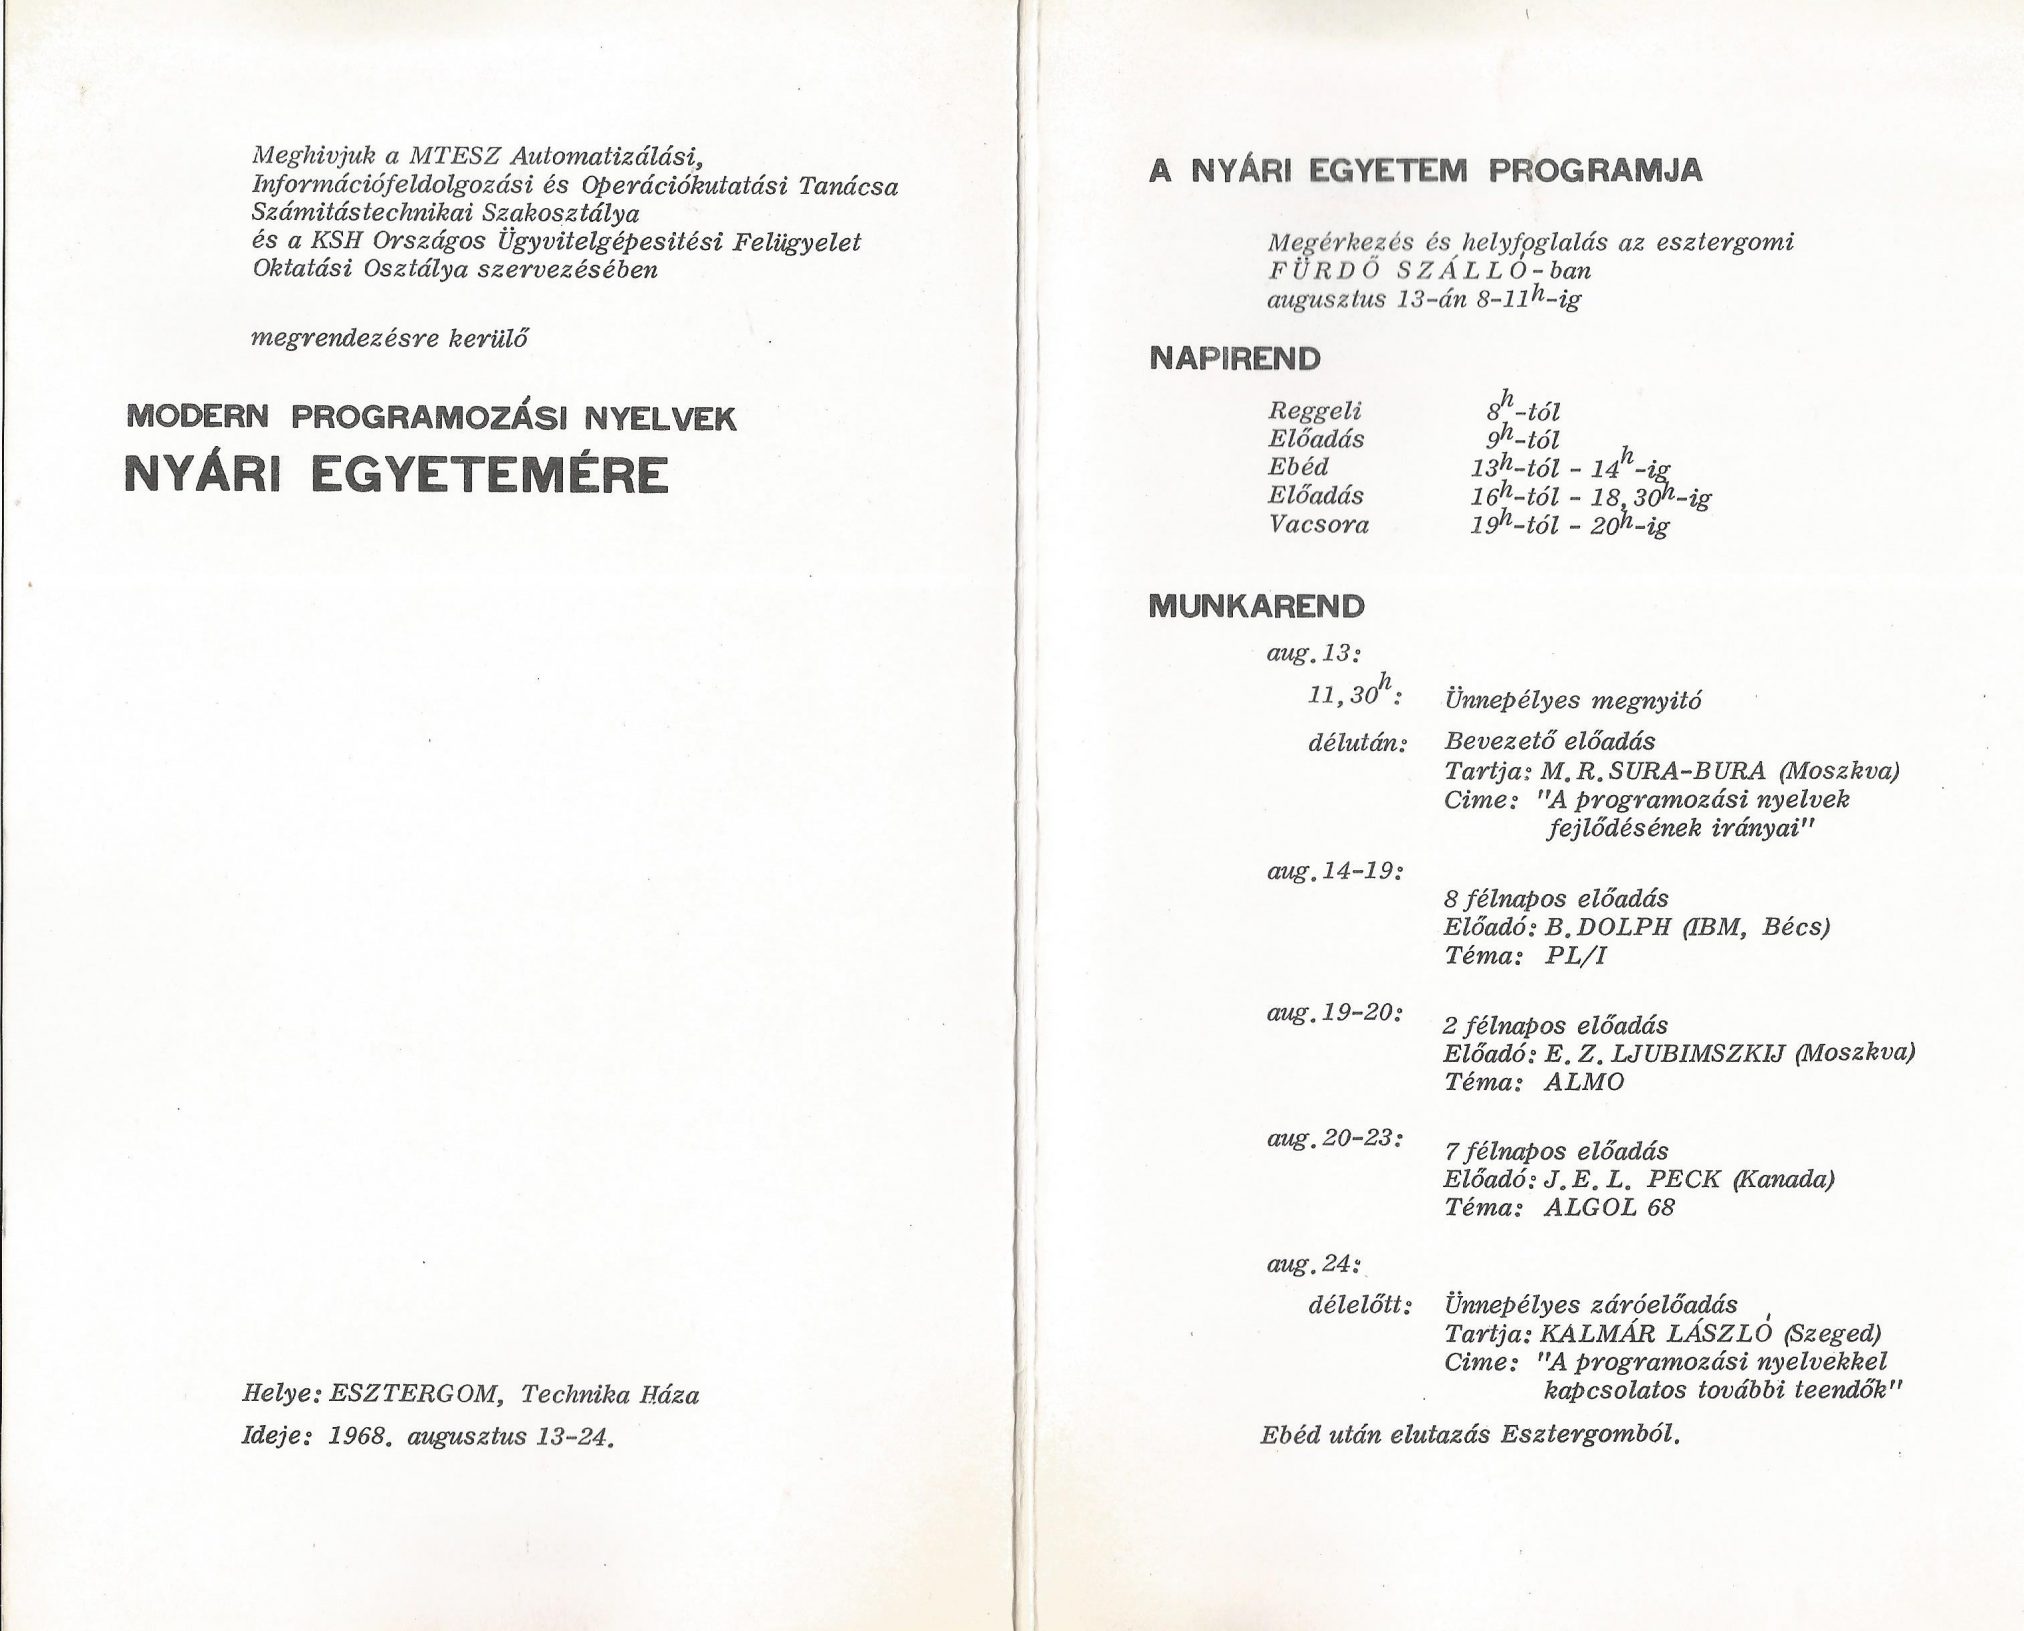 Meghivjuk a MTESZ Automatizálási,
Információfeldolgozási és Operációkutatási Tanácsa
Számitástechnikai Szakosztálya
és a KSH Országos Ügyvitelgépesitési Felügyelet
Oktatási Osztálya szervezésében
megrendezésre kerülő
MODERN PROGRAMOZÁSI NYELVEK
NYÁRI EGYETEMÉRE
Helye: ESZTERGOM, Technika Háza
Ideje: 1968. augusztus 13-24.
A NYÁRI EGYETEM PROGRAMJA
Megérkezés és helyfoglalás az esztergomi
FÜRDŐ SZÁLLÓ-ban
augusztus 13-án 8-11h-ig
NAPIREND
Reggeli 8h-tól
Előadás 9h-tól
Ebéd 13h-tól - 14h-ig
Előadás 16h-tól - 18,30h-ig
Vacsora 19h-tól - 20h-ig
MUNKAREND
aug.13:
11,30h: Ünnepélyes megnyitó
délután: Bevezető előadás
Tartja: M.R.SURA-BURA (Moszkva)
Cime: "A programozási nyelvek
fejlődésének irányai"
aug.14-19:
8 félnapos előadás
Előadó: B.DOLPH (IBM, Bécs)
Téma: PL/I
aug.19-20:
2 félnapos előadás
Előadó: E.Z.LJUBIMSZKIJ (Moszkva)
Téma: ALMO
aug.20-23:
7 félnapos előadás
Előadó: J.E.L. PECK (Kanada)
Téma: ALGOL 68
aug.24:
délelőtt: Ünnepélyes záróelőadás
Tartja: KALMÁR LÁSZLÓ (Szeged)
Cime: "A programozási nyelvekkel
kapcsolatos további teendők"
Ebéd után elutazás Esztergomból.